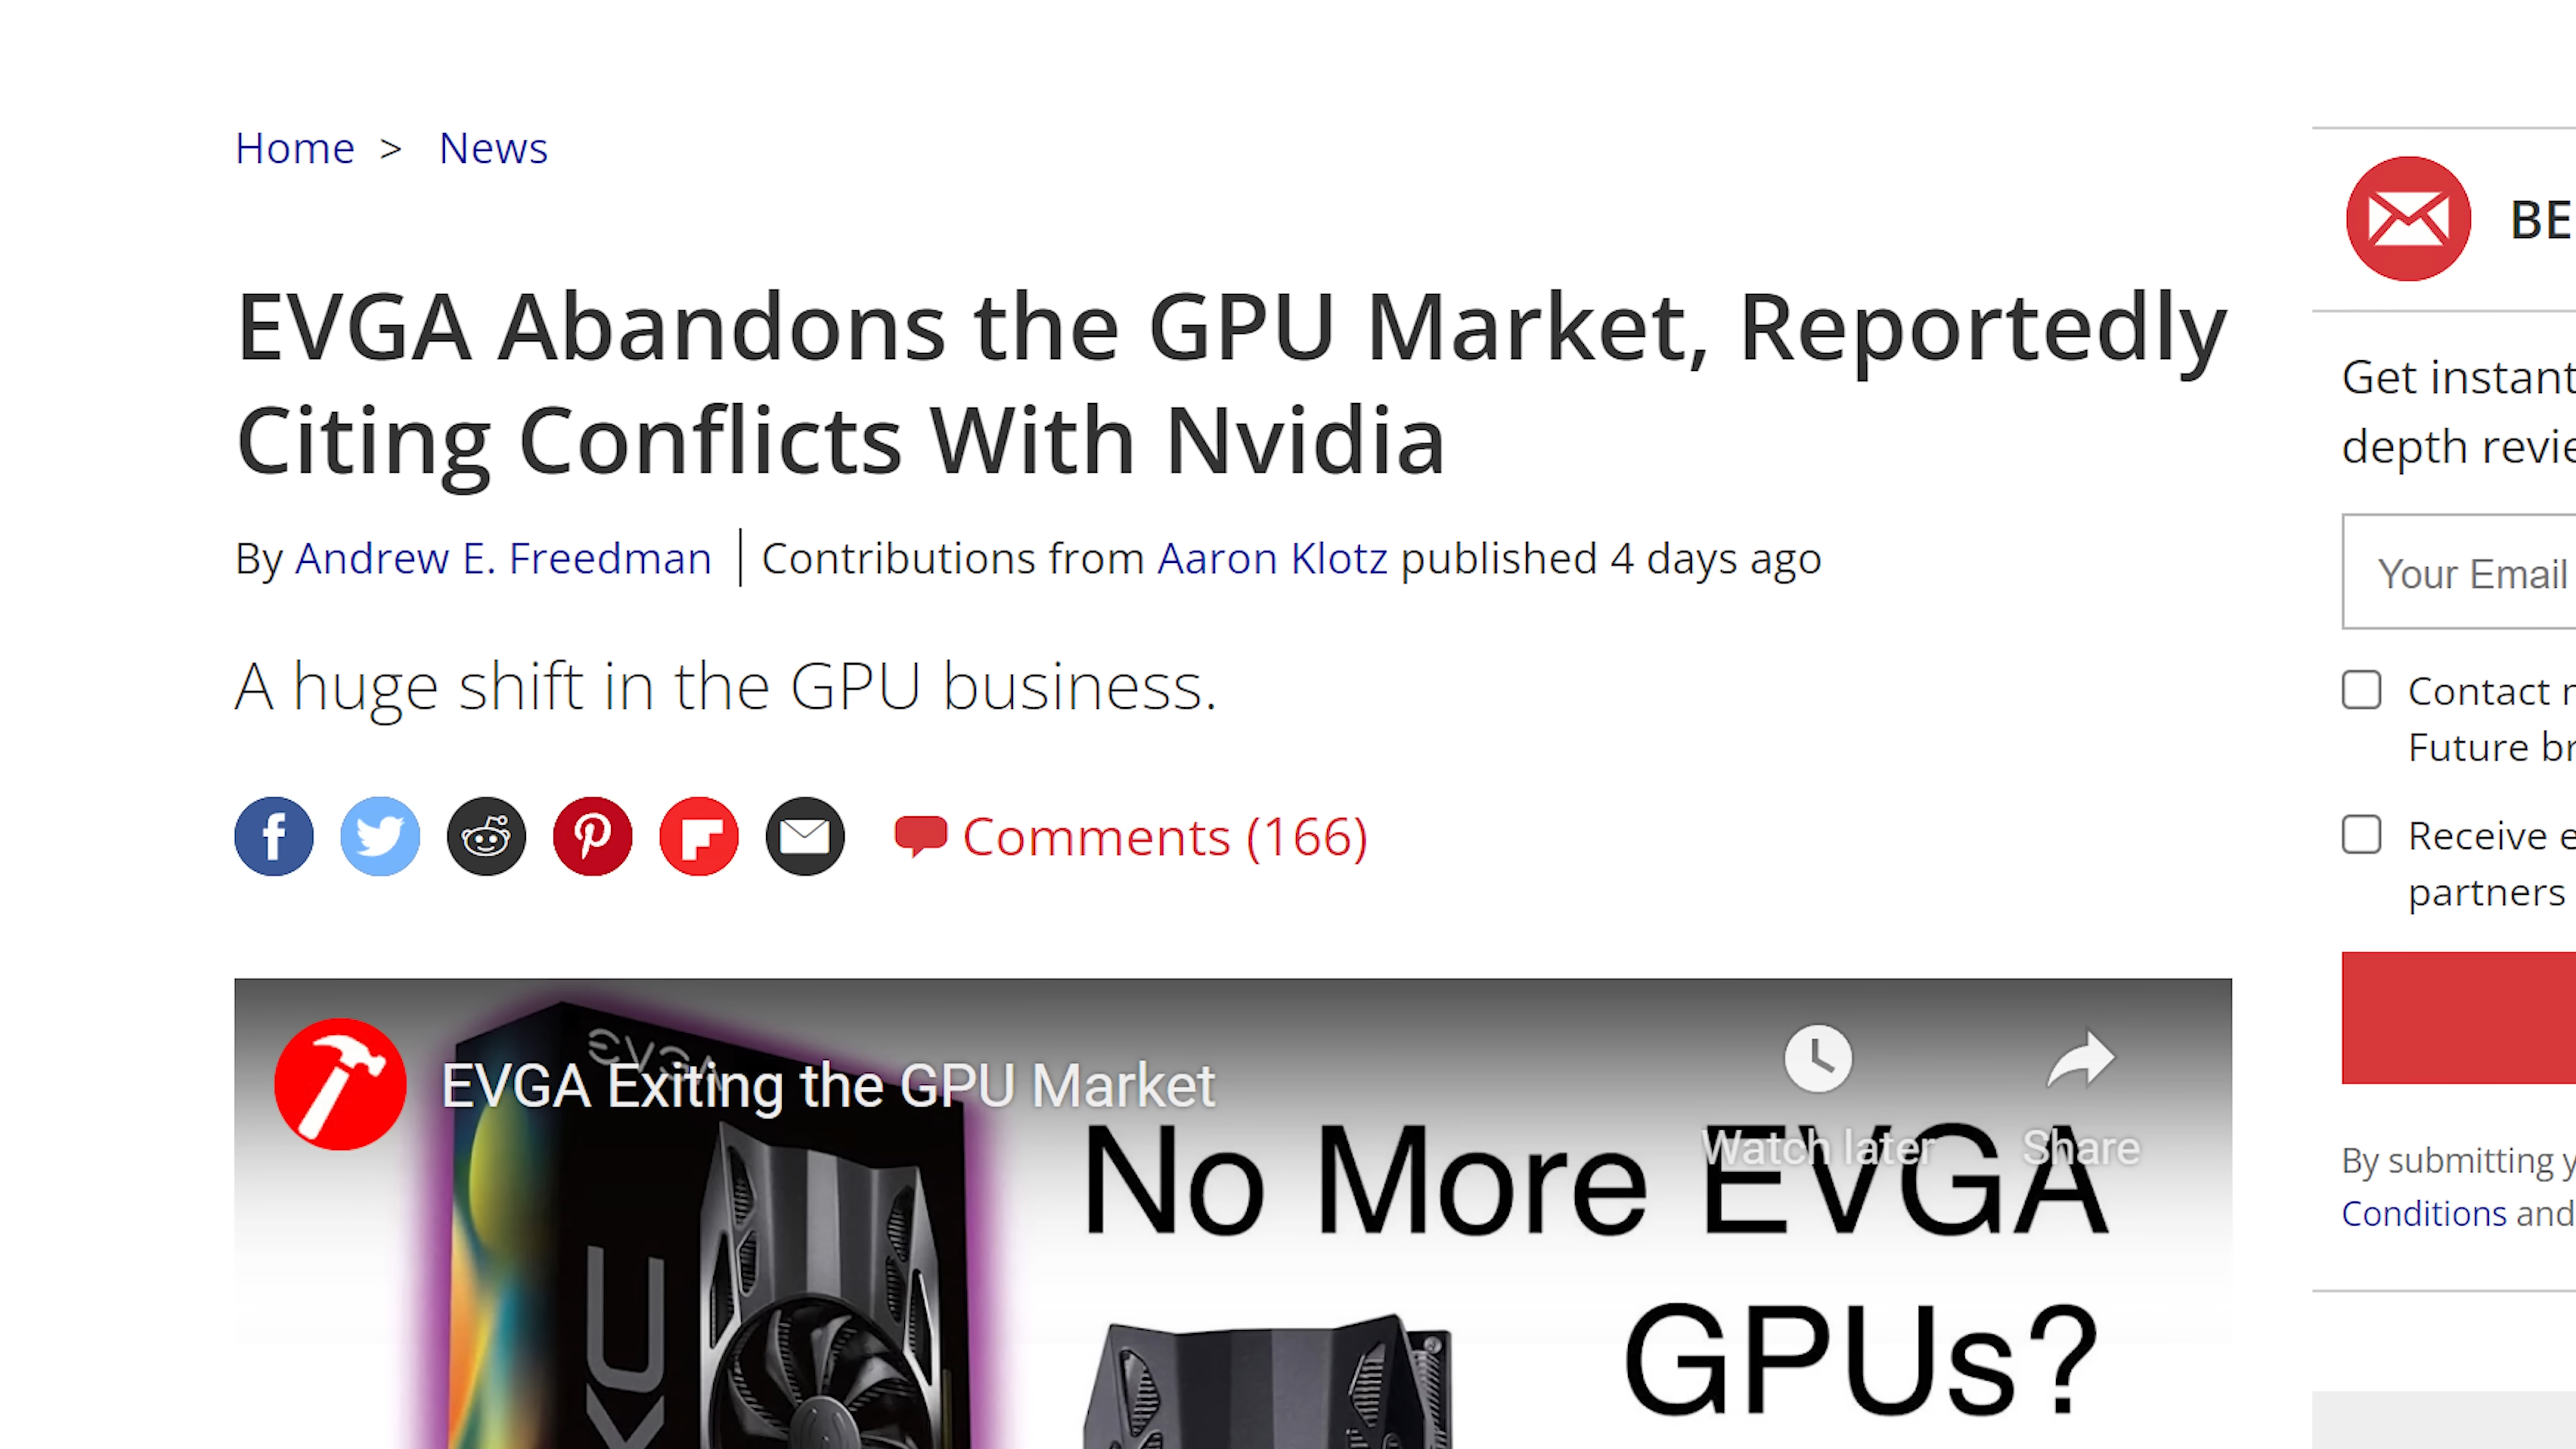 Home > News
EVGA Abandons the GPU Market, Reportedly
Citing Conflicts With Nvidia
By Andrew E. Freedman | Contributions from Aaron Klotz published 4 days ago
A huge shift in the GPU business.
Comments (166)
EVGA
EVGA Exiting the GPU Market
Watch later
Share
No More EVGA
GPUs?
XC
BE
Get instant
depth revie
Your Email
Contact
Future br
Receive e
partners
By submitting y
Conditions and